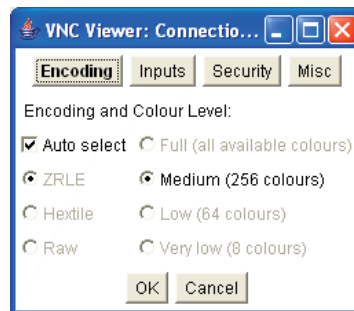 VNC Viewer: Connectio...
Encoding Inputs Security Misc
Encoding and Colour Level:
Auto select Full (all available colours)
ZRLE Medium (256 colours)
Hextile Low (64 colours)
Raw Very low (8 colours)
OK Cancel